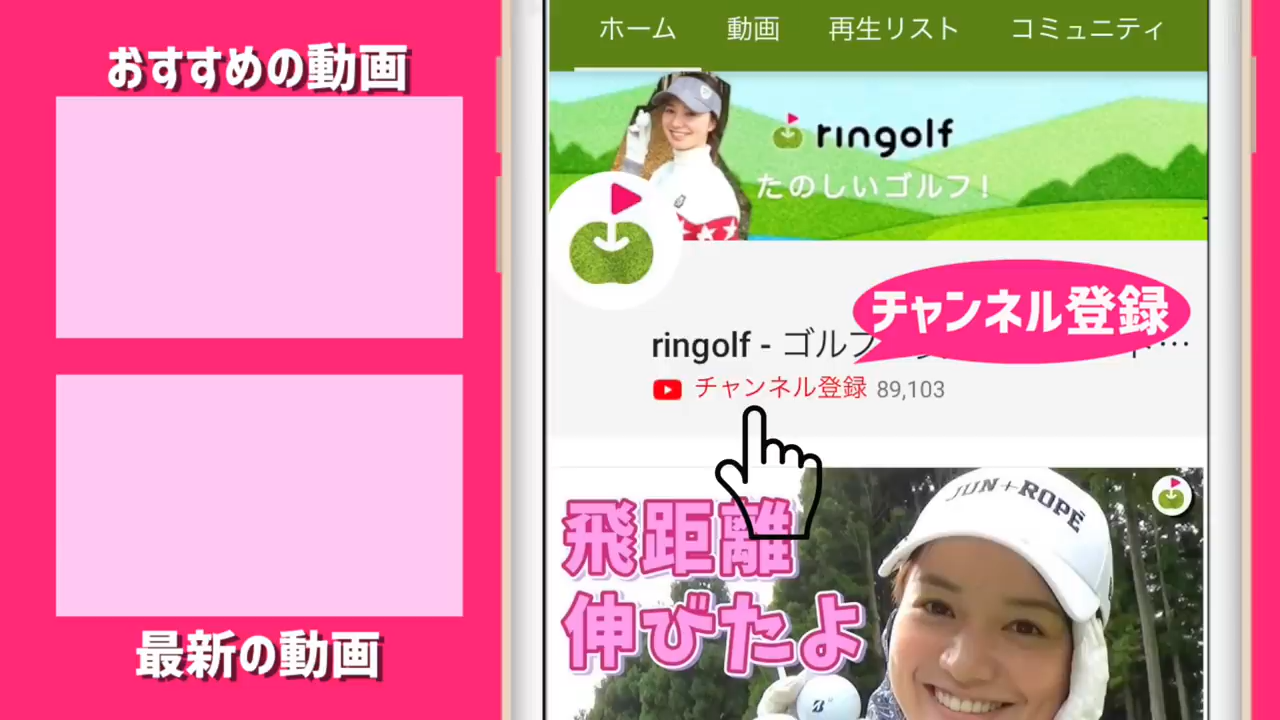 おすすめの動画
最新の動画
ホーム 動画 再生リスト コミュニティ
ringolf
たのしいゴルフ!
チャンネル登録
ringolf - ゴルフ
チャンネル登録 89,103
JUN+ROPÉ
飛距離
伸びたよ
B